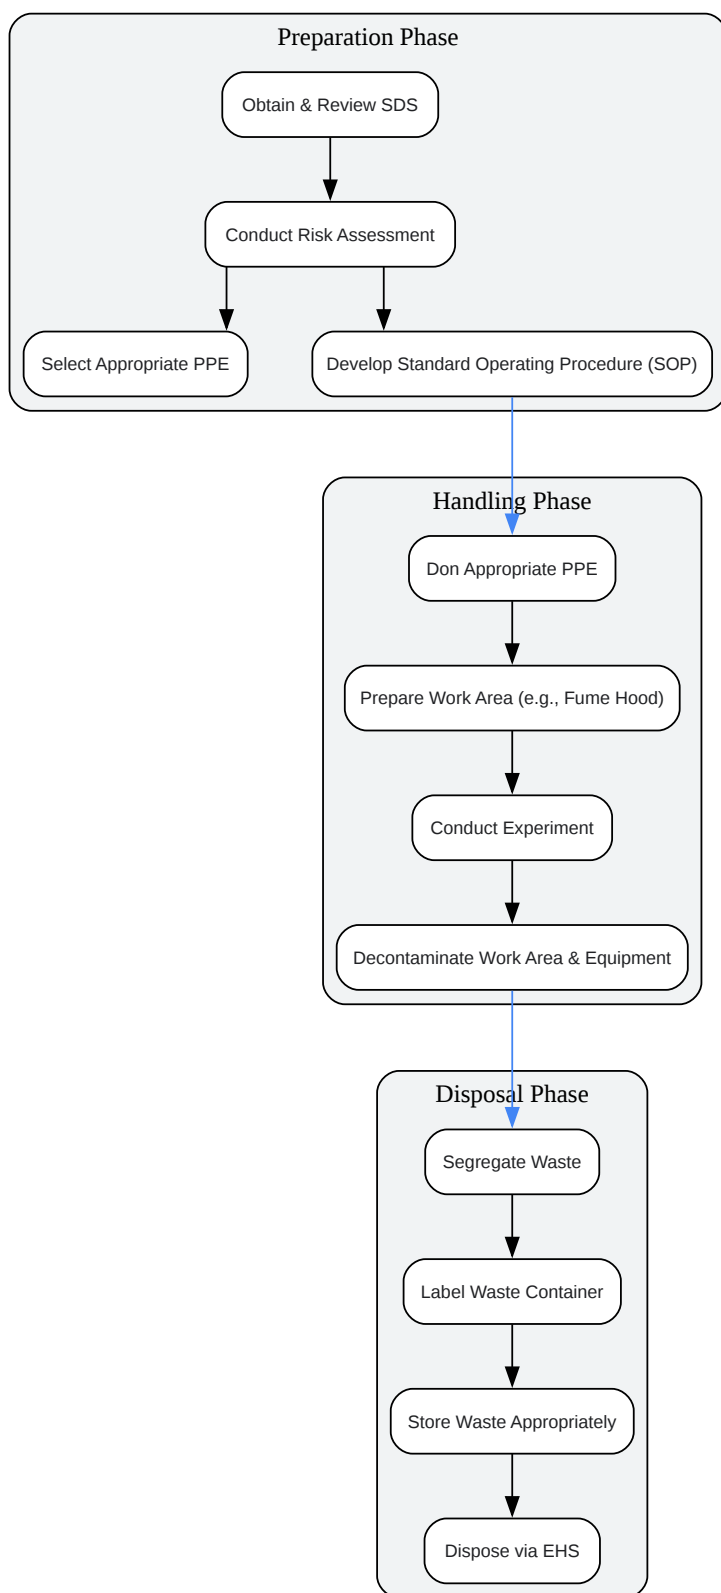 Preparation Phase
Obtain & Review SDS
Conduct Risk Assessment
Select Appropriate PPE
Develop Standard Operating Procedure (SOP)
Handling Phase
Don Appropriate PPE
Prepare Work Area (e.g., Fume Hood)
Conduct Experiment
Decontaminate Work Area & Equipment
Disposal Phase
Segregate Waste
Label Waste Container
Store Waste Appropriately
Dispose via EHS